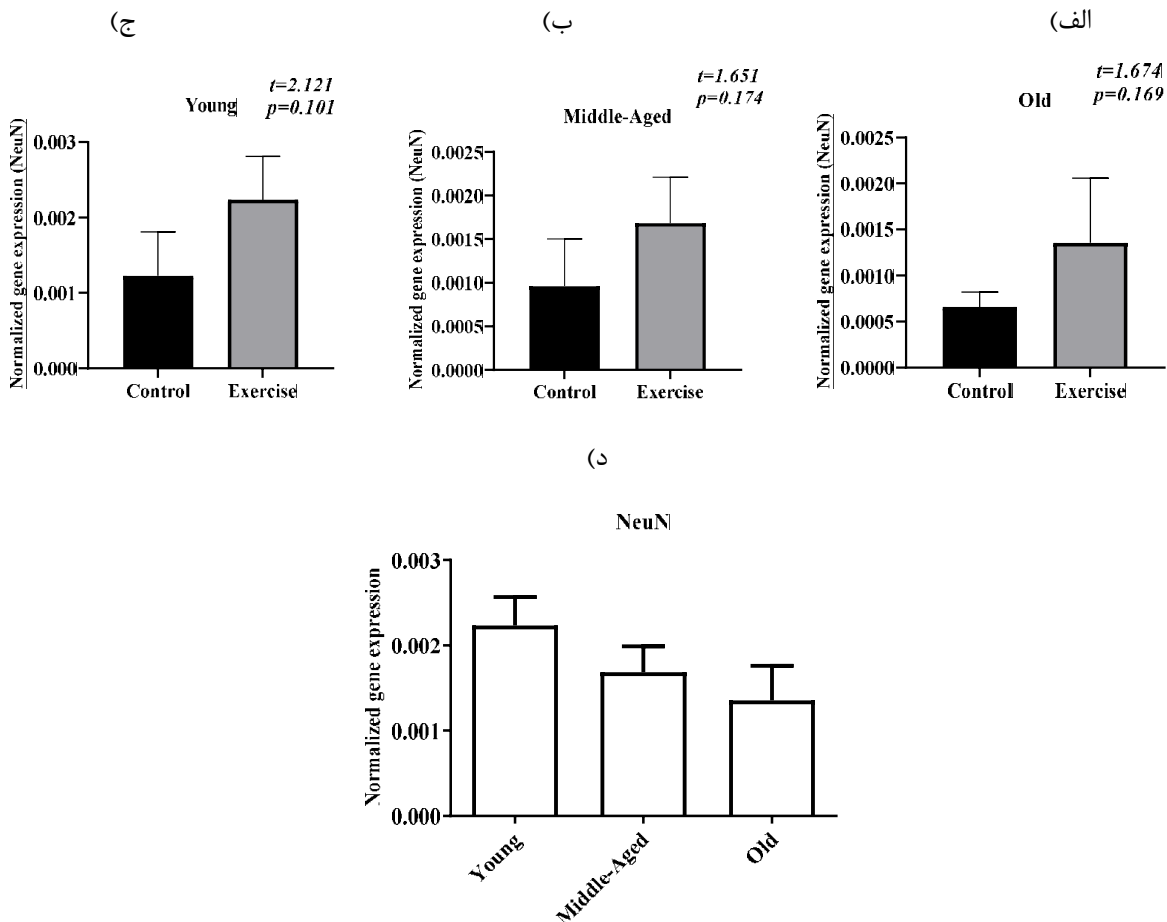 الف)
t=1.674
p=0.169
Old
Normalized gene expression (NeuN)
0.0025
0.0020
0.0015
0.0010
0.0005
0.0000
Control
Exercise
ب)
t=1.651
p=0.174
Middle-Aged
Normalized gene expression (NeuN)
0.0025
0.0020
0.0015
0.0010
0.0005
0.0000
Control
Exercise
ج)
t=2.121
p=0.101
Young
Normalized gene expression (NeuN)
0.003
0.002
0.001
0.000
Control
Exercise
د)
NeuN
Normalized gene expression
0.003
0.002
0.001
0.000
Young
Middle-Aged
Old